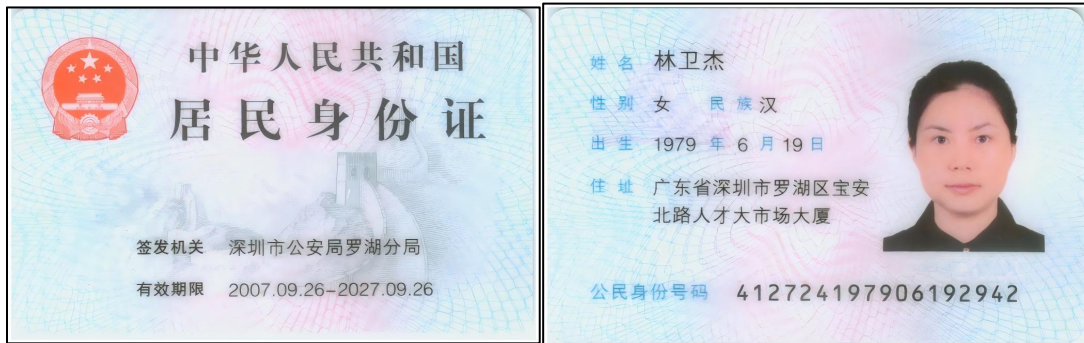 中华人民共和国
居民身份证
签发机关 深圳市公安局罗湖分局
有效期限 2007.09.26-2027.09.26
姓名 林卫杰
性别 女 民族 汉
出生 1979 年 6 月 19 日
住址 广东省深圳市罗湖区宝安
北路人才大市场大厦
公民身份号码 412724197906192942